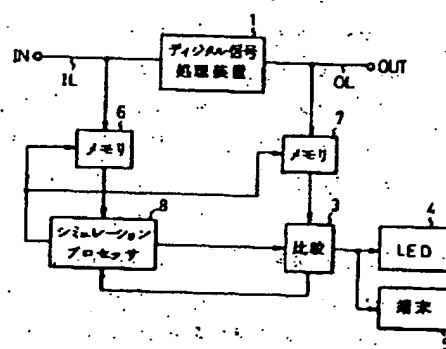 1
ディジタル信号
処理装置
IN
IL
OUT
OL
6
メモリ
7
メモリ
8
シミュレーション
プロセッサ
3
比較
4
LED
端末